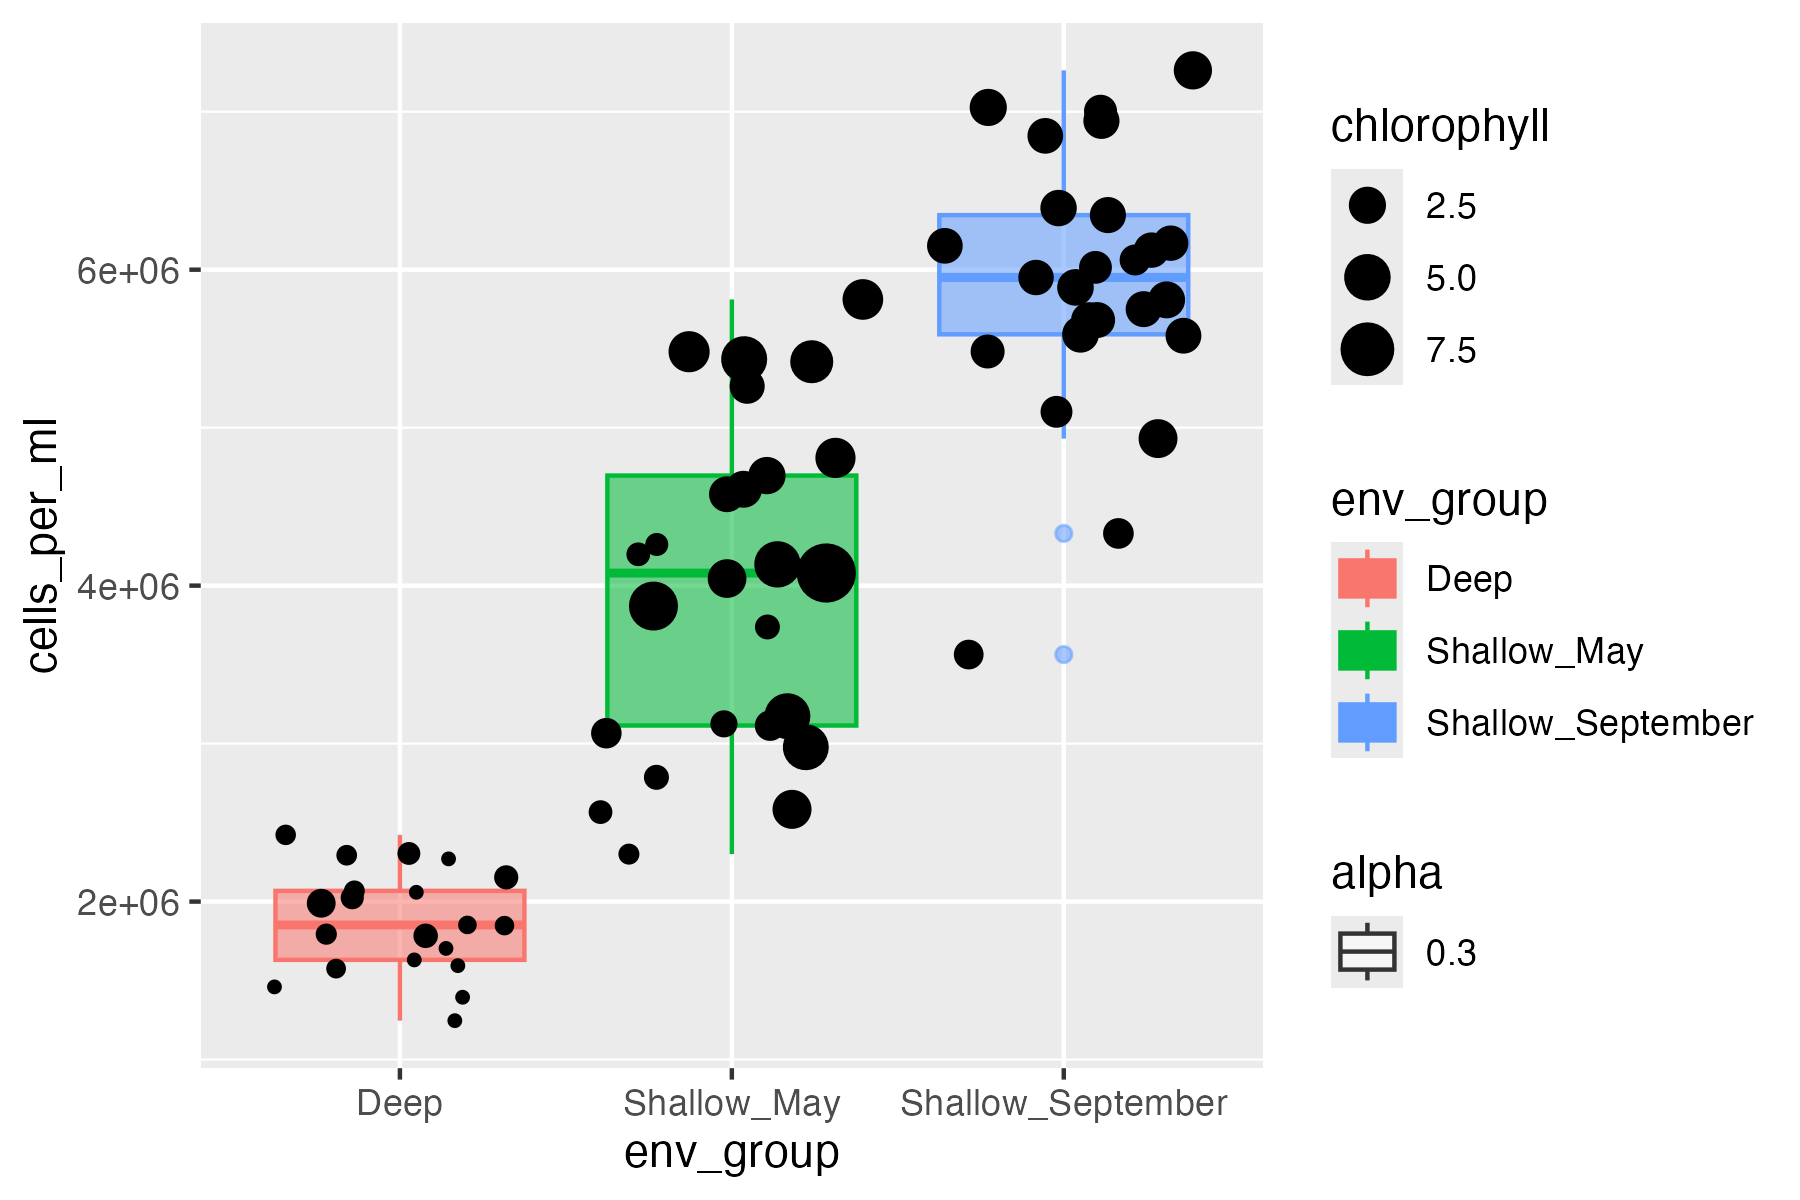 cells_per_ml
6e+06
4e+06
2e+06
Deep
Shallow_May
Shallow_September
env_group
chlorophyll
2.5
5.0
7.5
env_group
Deep
Shallow_May
Shallow_September
alpha
0.3